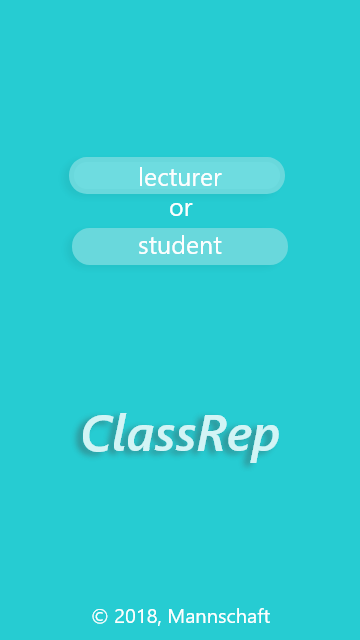 lecturer
or
student
ClassRep
© 2018, Mannschaft